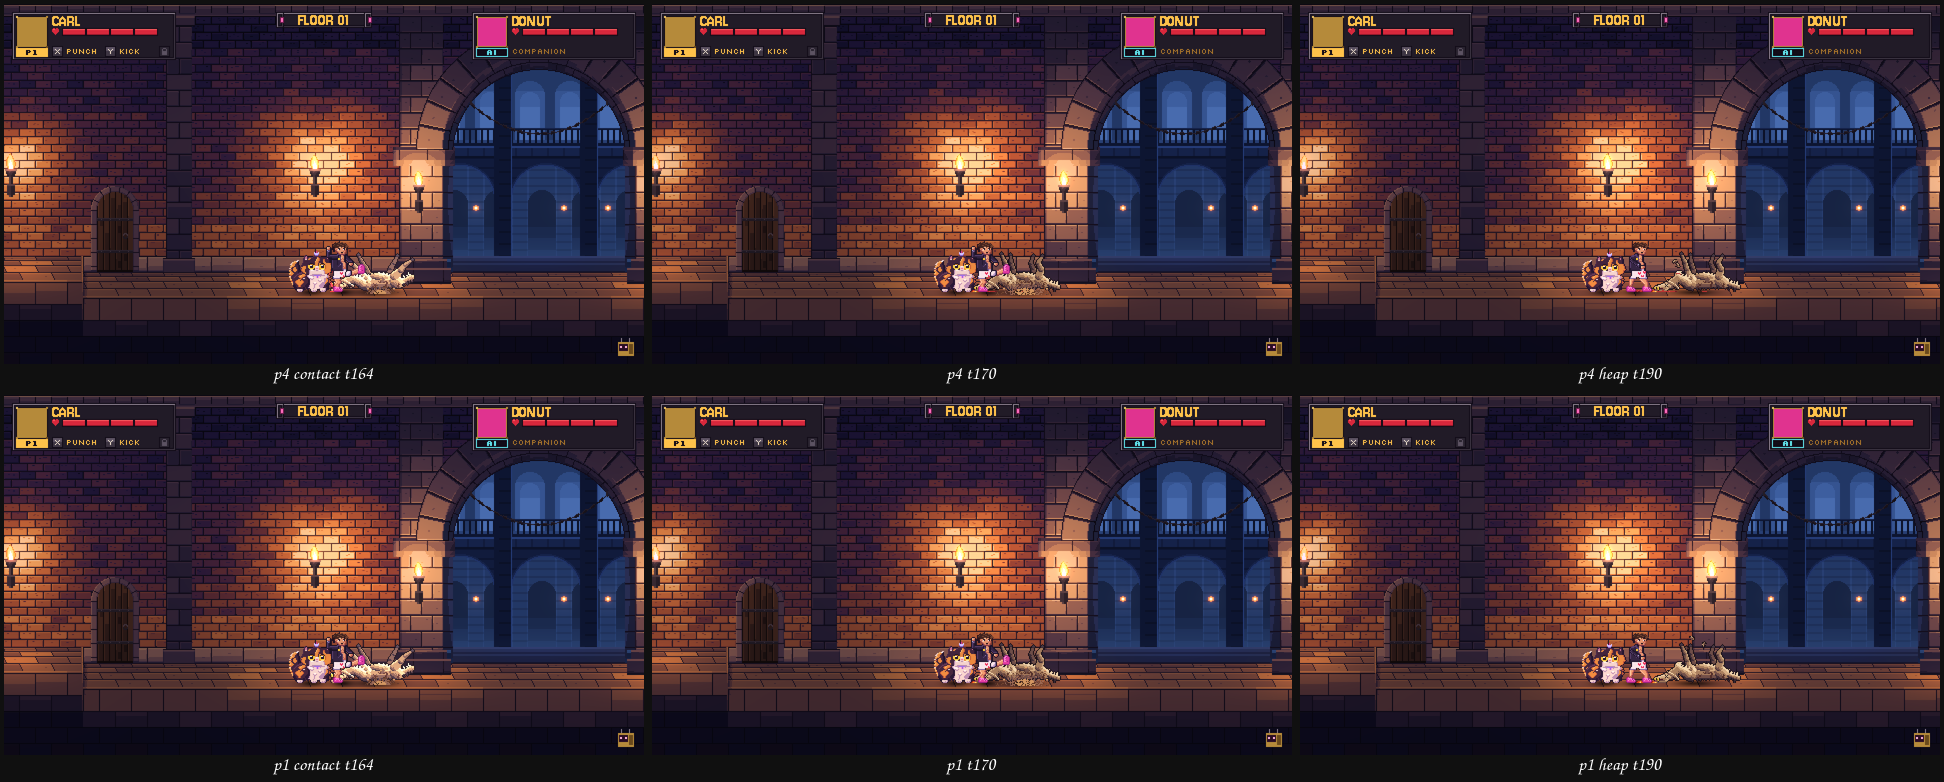 CARL
FLOOR 01
DONUT
P1
X PUNCH Y KICK
AI COMPANION
CARL
FLOOR 01
DONUT
P1
X PUNCH Y KICK
AI COMPANION
CARL
FLOOR 01
DONUT
P1
X PUNCH Y KICK
AI COMPANION
p4 contact t164
p4 t170
p4 heap t190
CARL
FLOOR 01
DONUT
P1
X PUNCH Y KICK
AI COMPANION
CARL
FLOOR 01
DONUT
P1
X PUNCH Y KICK
AI COMPANION
CARL
FLOOR 01
DONUT
P1
X PUNCH Y KICK
AI COMPANION
p1 contact t164
p1 t170
p1 heap t190